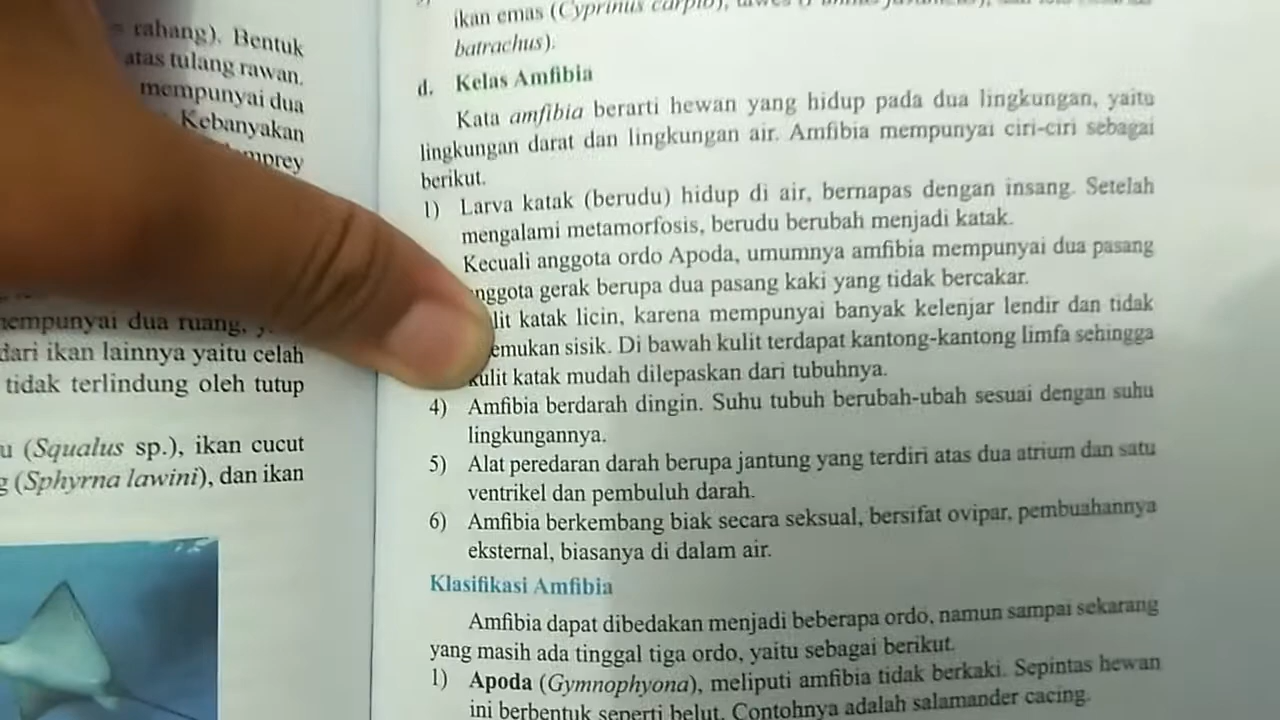 rahang). Bentuk
atas tulang rawan.
mempunyai dua
Kebanyakan
mempunyai dua ruang,
dari ikan lainnya yaitu celah
tidak terlindung oleh tutup
(Squalus sp.), ikan cucut
(Sphyrna lawini), dan ikan
ikan emas (Cyprinus carpio),
batrachus).
d. Kelas Amfibia
Kata amfibia berarti hewan yang hidup pada dua lingkungan, yaitu
lingkungan darat dan lingkungan air. Amfibia mempunyai ciri-ciri sebagai
berikut.
1) Larva katak (berudu) hidup di air, bernapas dengan insang. Setelah
mengalami metamorfosis, berudu berubah menjadi katak.
Kecuali anggota ordo Apoda, umumnya amfibia mempunyai dua pasang
anggota gerak berupa dua pasang kaki yang tidak bercakar.
katak licin, karena mempunyai banyak kelenjar lendir dan tidak
sisik. Di bawah kulit terdapat kantong-kantong limfa sehingga
kulit katak mudah dilepaskan dari tubuhnya.
4) Amfibia berdarah dingin. Suhu tubuh berubah-ubah sesuai dengan suhu
lingkungannya.
5) Alat peredaran darah berupa jantung yang terdiri atas dua atrium dan satu
ventrikel dan pembuluh darah.
6) Amfibia berkembang biak secara seksual, bersifat ovipar, pembuahannya
eksternal, biasanya di dalam air.
Klasifikasi Amfibia
Amfibia dapat dibedakan menjadi beberapa ordo, namun sampai sekarang
yang masih ada tinggal tiga ordo, yaitu sebagai berikut.
1) Apoda (Gymnophyona), meliputi amfibia tidak berkaki. Sepintas hewan
ini berbentuk seperti belut. Contohnya adalah salamander cacing.